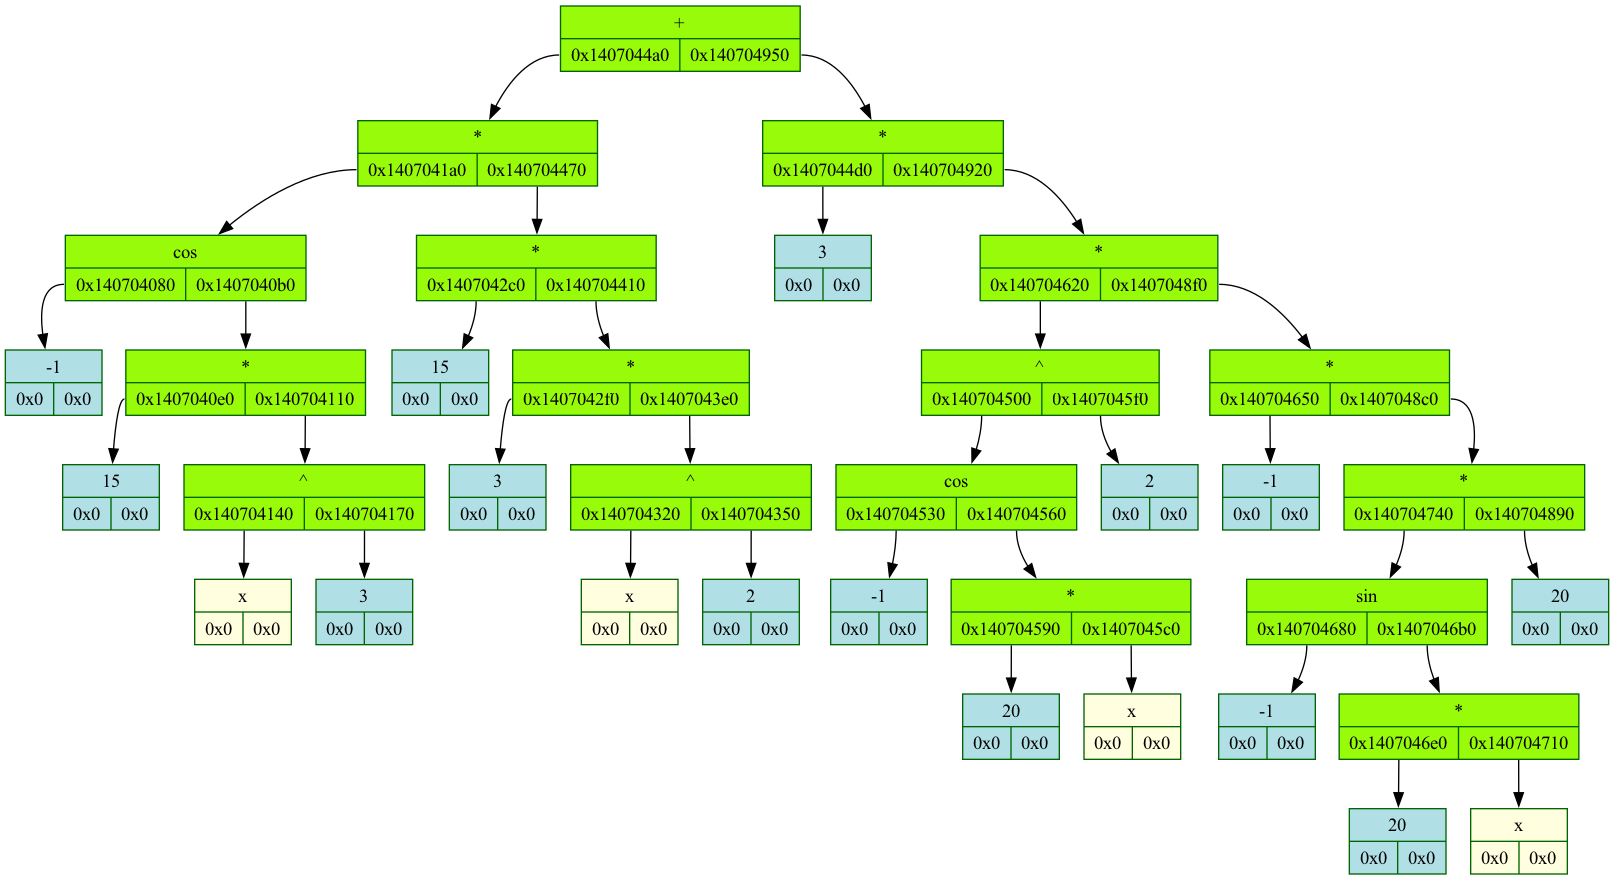 +
0x1407044a0 0x140704950
* *
0x1407041a0 0x140704470 0x1407044d0 0x140704920
cos * 3 *
0x140704080 0x1407040b0 0x1407042c0 0x140704410 0x0 0x0 0x140704620 0x1407048f0
-1 * 15 * ^ *
0x0 0x0 0x1407040e0 0x140704110 0x0 0x0 0x1407042f0 0x1407043e0 0x140704500 0x1407045f0 0x140704650 0x1407048c0
15 ^ 3 ^ cos 2 -1 *
0x0 0x0 0x140704140 0x140704170 0x0 0x0 0x140704320 0x140704350 0x140704530 0x140704560 0x0 0x0 0x0 0x0 0x140704740 0x140704890
x 3 x 2 -1 * sin 20
0x0 0x0 0x0 0x0 0x0 0x0 0x0 0x0 0x0 0x0 0x140704590 0x1407045c0 0x140704680 0x1407046b0 0x0 0x0
20 x -1 *
0x0 0x0 0x0 0x0 0x0 0x0 0x1407046e0 0x140704710
20 x
0x0 0x0 0x0 0x0